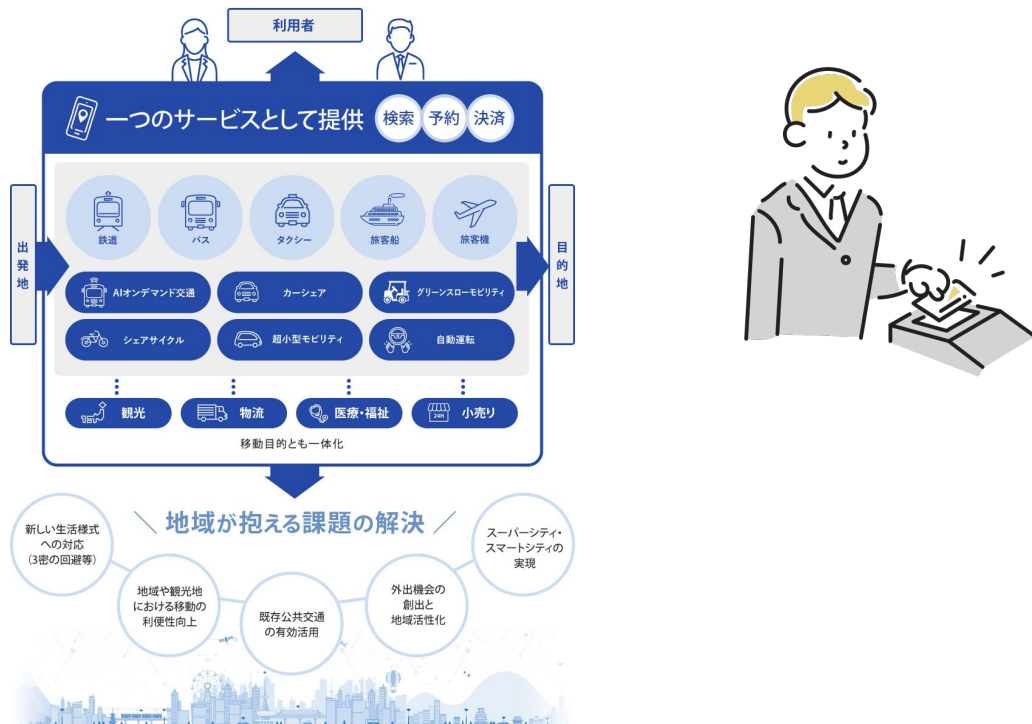 利用者
一つのサービスとして提供
検索
予約
決済
出発地
目的地
鉄道
バス
タクシー
旅客船
旅客機
AIオンデマンド交通
カーシェア
グリーンスローモビリティ
シェアサイクル
超小型モビリティ
自動運転
観光
物流
医療・福祉
24H
小売り
移動目的とも一体化
地域が抱える課題の解決
新しい生活様式
への対応
(3密の回避等)
地域や観光地
における移動の
利便性向上
既存公共交通
の有効活用
外出機会の
創出と
地域活性化
スーパーシティ・
スマートシティの
実現